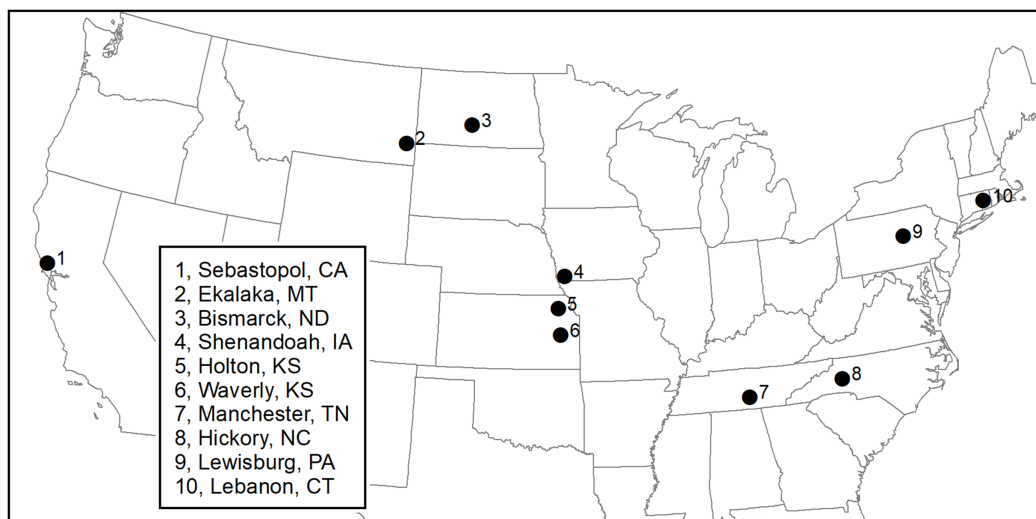 3
2
10
9
1
4
5
6
8
7
1, Sebastopol, CA
2, Ekalaka, MT
3, Bismarck, ND
4, Shenandoah, IA
5, Holton, KS
6, Waverly, KS
7, Manchester, TN
8, Hickory, NC
9, Lewisburg, PA
10, Lebanon, CT